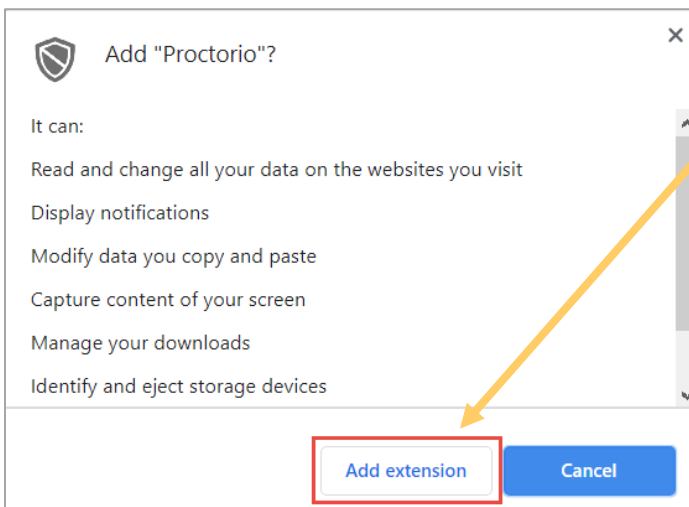 Add "Proctorio"?
It can:
Read and change all your data on the websites you visit
Display notifications
Modify data you copy and paste
Capture content of your screen
Manage your downloads
Identify and eject storage devices
Add extension
Cancel